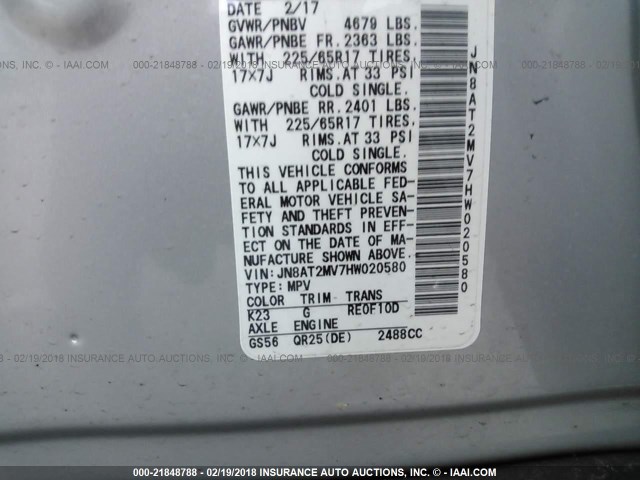 DATE 2/17
GVWR/PNBV 4679 LBS.
GAWR/PNBE FR. 2363 LBS.
WITH 225/65R17 TIRES.
17X7J RIMS. AT 33 PSI
COLD SINGLE.
GAWR/PNBE RR. 2401 LBS.
WITH 225/65R17 TIRES.
17X7J RIMS. AT 33 PSI
COLD SINGLE.
THIS VEHICLE CONFORMS
TO ALL APPLICABLE FED-
ERAL MOTOR VEHICLE SA-
FETY AND THEFT PREVEN-
TION STANDARDS IN EFF-
ECT ON THE DATE OF MA-
NUFACTURE SHOWN ABOVE.
VIN: JN8AT2MV7HW020580
TYPE: MPV
COLOR TRIM TRANS
K23 G RE0F10D
AXLE ENGINE
GS56 QR25(DE) 2488CC
JN8AT2MV7HW020580
000-21848788 - 02/19/2018 INSURANCE AUTO AUCTIONS, INC. - © IAAI.COM